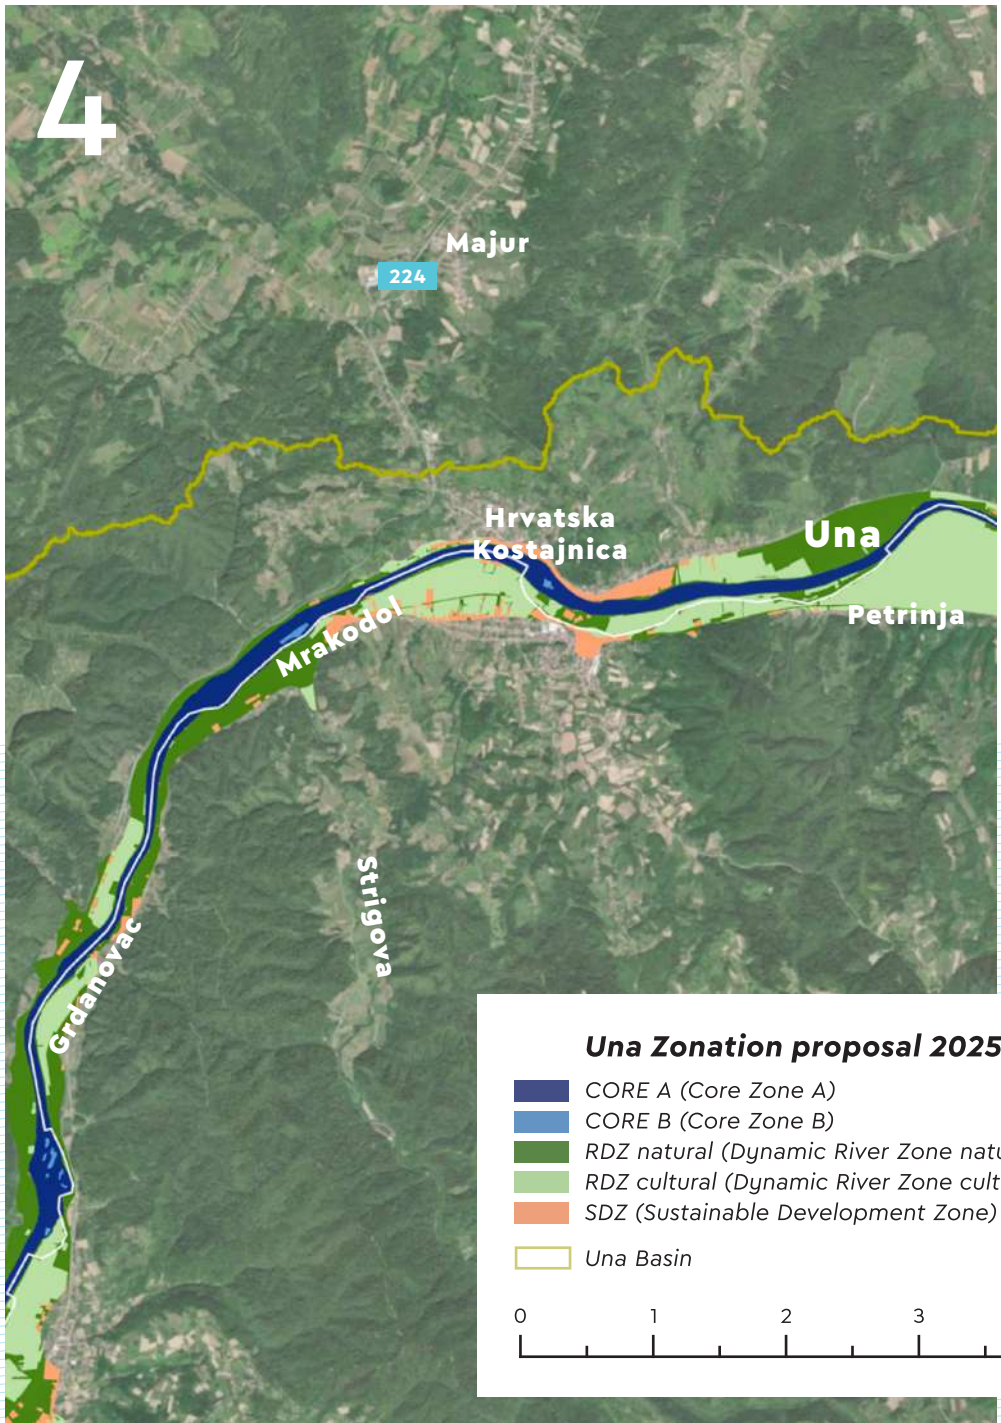 4
Majur
224
Hrvatska
Kostajnica
Una
Petrinja
Mrakodol
Strigova
Grdanovac
Una Zonation proposal 2025
CORE A (Core Zone A)
CORE B (Core Zone B)
RDZ natural (Dynamic River Zone natu
RDZ cultural (Dynamic River Zone cult
SDZ (Sustainable Development Zone)
Una Basin
0 1 2 3